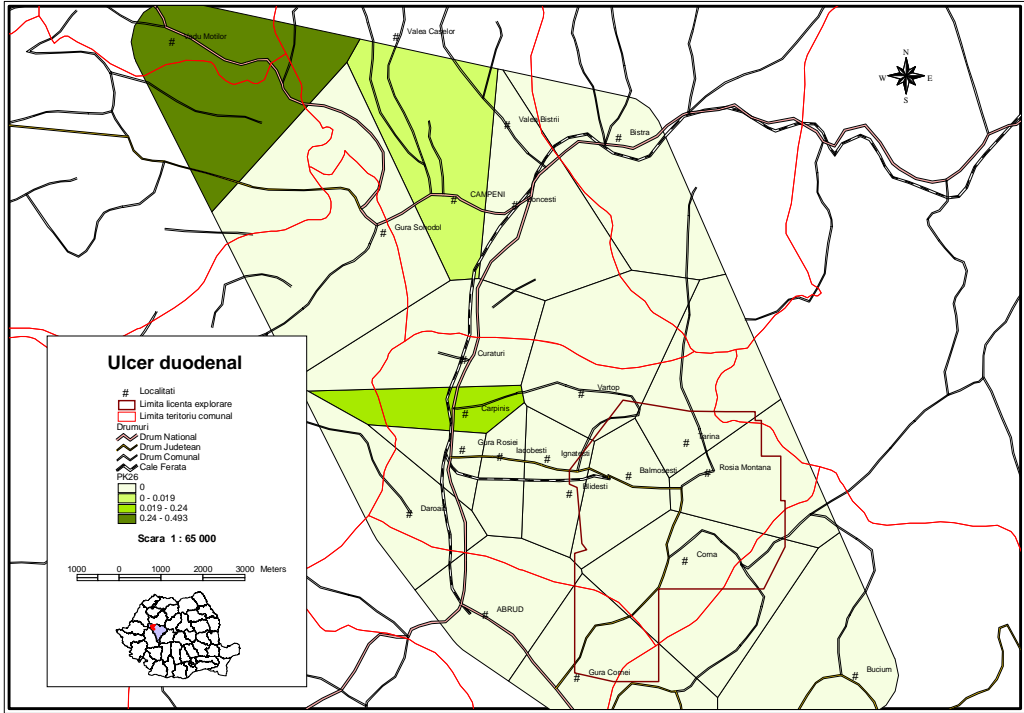 Vadu Motilor
Valea Caselor
N
W E
S
Valea Bistrii
Bistra
CAMPENI
Boncesti
Gura Sohodol
Curaturi
Vartop
Carpinis
Tarina
Gura Rosiei
Iacobesti
Ignatesti
Balmosesti
Rosia Montana
Blidesti
Daroaia
Corna
ABRUD
Gura Cornei
Bucium
Ulcer duodenal
# Localitati
Limita licenta explorare
Limita teritoriu comunal
Drumuri
Drum National
Drum Judetean
Drum Comunal
Cale Ferata
PK26
0
0 - 0.019
0.019 - 0.24
0.24 - 0.493
Scara 1 : 65 000
1000 0 1000 2000 3000 Meters